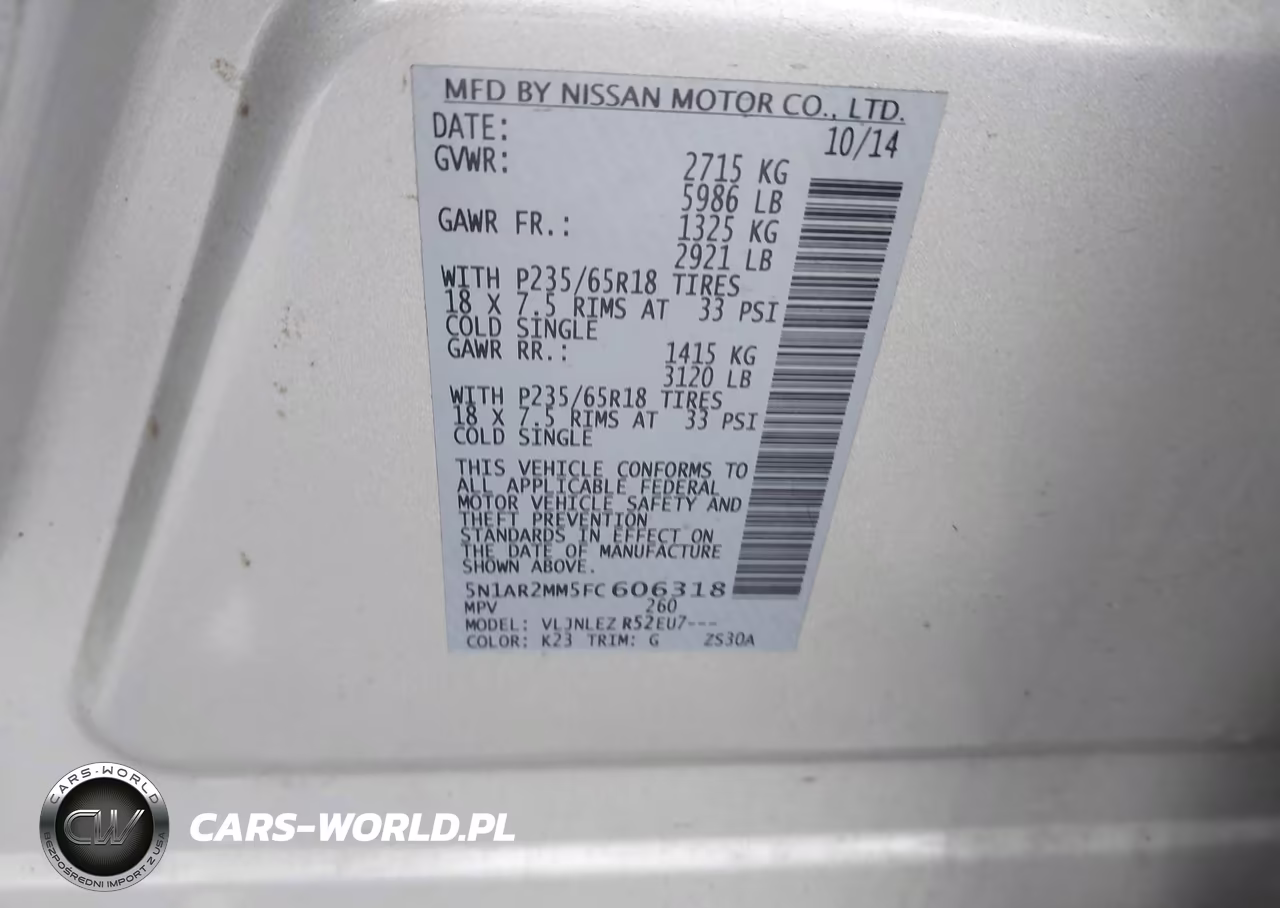 MFD BY NISSAN MOTOR CO., LTD.
DATE: 10/14
GVWR: 2715 KG
5986 LB
GAWR FR.: 1325 KG
2921 LB
WITH P235/65R18 TIRES
18 X 7.5 RIMS AT 33 PSI
COLD SINGLE
GAWR RR.: 1415 KG
3120 LB
WITH P235/65R18 TIRES
18 X 7.5 RIMS AT 33 PSI
COLD SINGLE
THIS VEHICLE CONFORMS TO
ALL APPLICABLE FEDERAL
MOTOR VEHICLE SAFETY AND
THEFT PREVENTION
STANDARDS IN EFFECT ON
THE DATE OF MANUFACTURE
SHOWN ABOVE.
5N1AR2MM5FC606318
MPV 260
MODEL: VLJNLEZ R52EU7---
COLOR: K23 TRIM: G ZS30A
CARS-WORLD
CW
BEZPOŚREDNI IMPORT Z USA
CARS-WORLD.PL